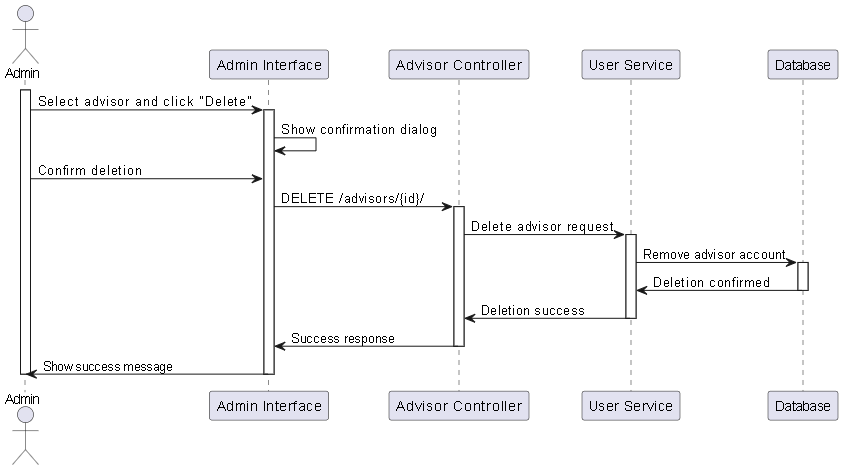 Admin
Admin Interface
Advisor Controller
User Service
Database
Select advisor and click "Delete"
Show confirmation dialog
Confirm deletion
DELETE /advisors/{id}/
Delete advisor request
Remove advisor account
Deletion confirmed
Deletion success
Success response
Show success message
Admin
Admin Interface
Advisor Controller
User Service
Database